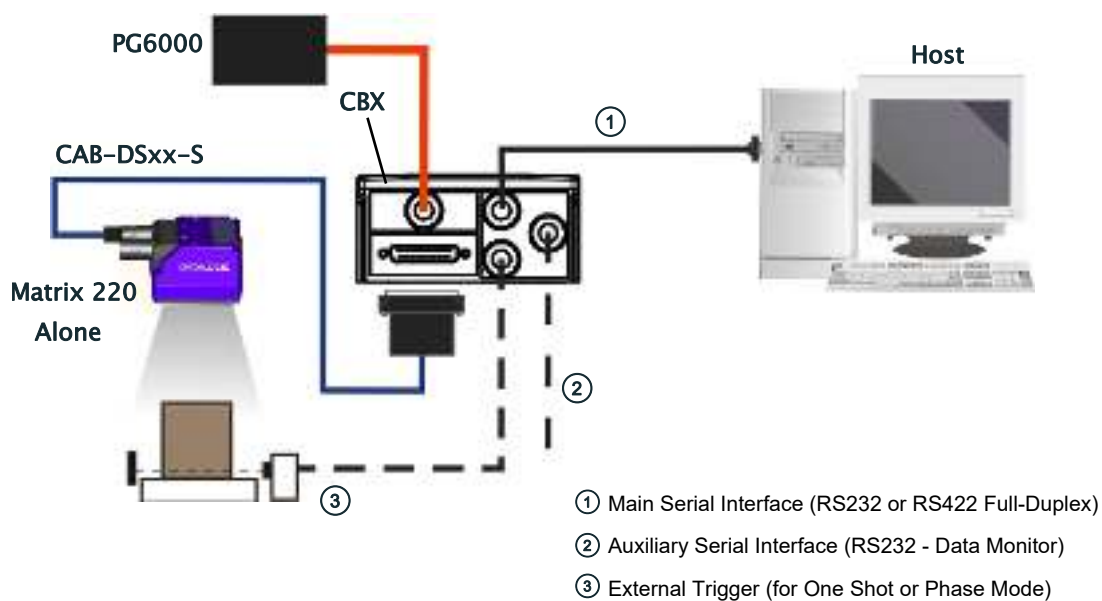 PG6000
Host
CBX
①
CAB-DSxx-S
Matrix 220
Alone
②
③
① Main Serial Interface (RS232 or RS422 Full-Duplex)
② Auxiliary Serial Interface (RS232 - Data Monitor)
③ External Trigger (for One Shot or Phase Mode)